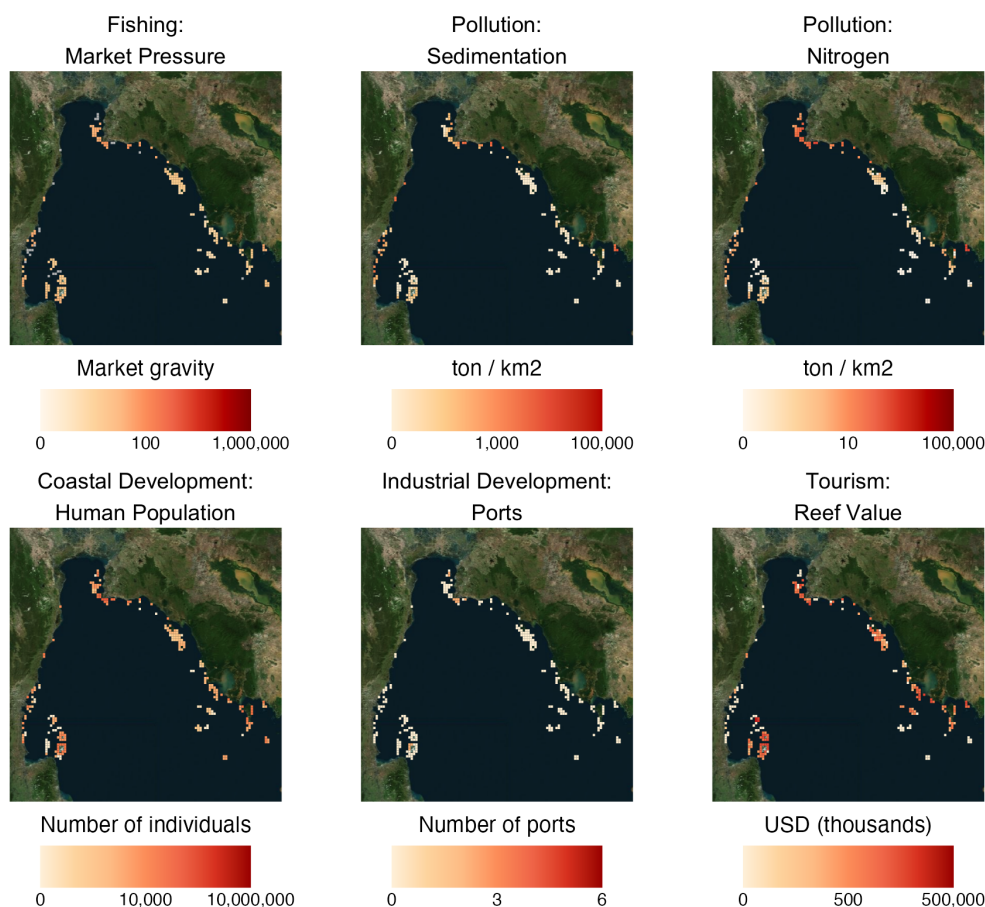 Fishing:
Market Pressure
Pollution:
Sedimentation
Pollution:
Nitrogen
Market gravity
0 100 1,000,000
ton / km2
0 1,000 100,000
ton / km2
0 10 100,000
Coastal Development:
Human Population
Industrial Development:
Ports
Tourism:
Reef Value
Number of individuals
0 10,000 10,000,000
Number of ports
0 3 6
USD (thousands)
0 500 500,000